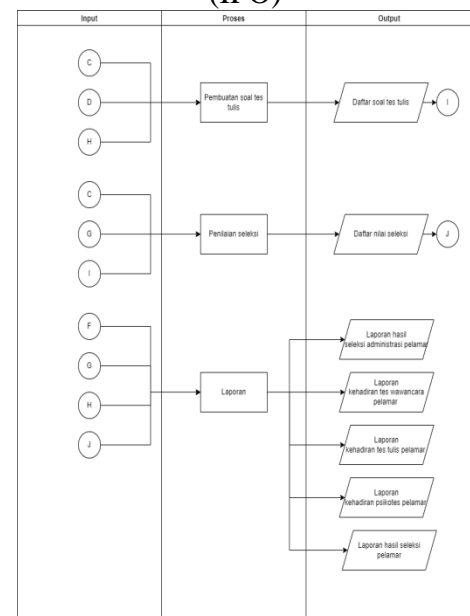 (IPO)
Input
Proses
Output
C
D
H
Pembuatan soal tes
tulis
Daftar soal tes tulis
I
C
G
I
Penilaian seleksi
Daftar nilai seleksi
J
F
G
H
J
Laporan
Laporan hasil
seleksi administrasi pelamar
Laporan
kehadiran tes wawancara
pelamar
Laporan
kehadiran tes tulis pelamar
Laporan
kehadiran psikotes pelamar
Laporan hasil seleksi
pelamar